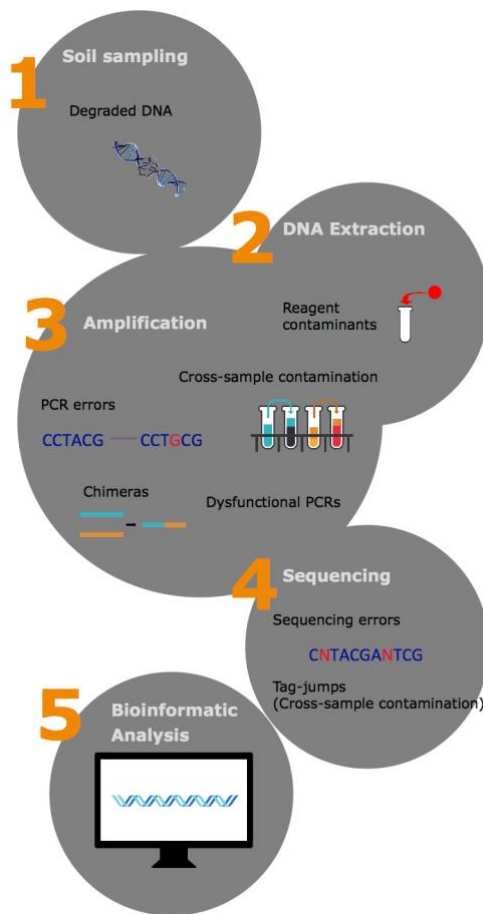 1
Soil sampling
Degraded DNA
2
DNA Extraction
Reagent
contaminants
3
Amplification
Cross-sample contamination
PCR errors
CCTACG
CCTGCG
Chimeras
Dysfunctional PCRs
4
Sequencing
Sequencing errors
CNTACGANTCG
Tag-jumps
(Cross-sample contamination)
5
Bioinformatic
Analysis